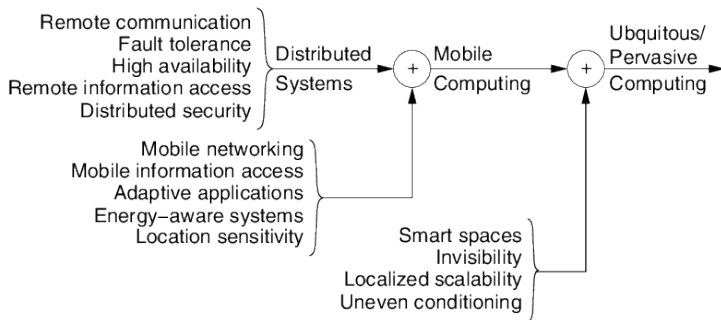 Remote communication
Fault tolerance
High availability
Remote information access
Distributed security
Distributed
Systems
+
Mobile
Computing
+
Ubquitous/
Pervasive
Computing
Mobile networking
Mobile information access
Adaptive applications
Energy–aware systems
Location sensitivity
Smart spaces
Invisibility
Localized scalability
Uneven conditioning